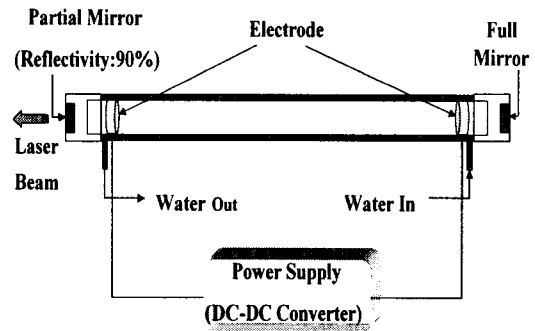 Partial Mirror
(Reflectivity:90%)
Electrode
Full
Mirror
Laser
Beam
Water Out
Water In
Power Supply
(DC-DC Converter)